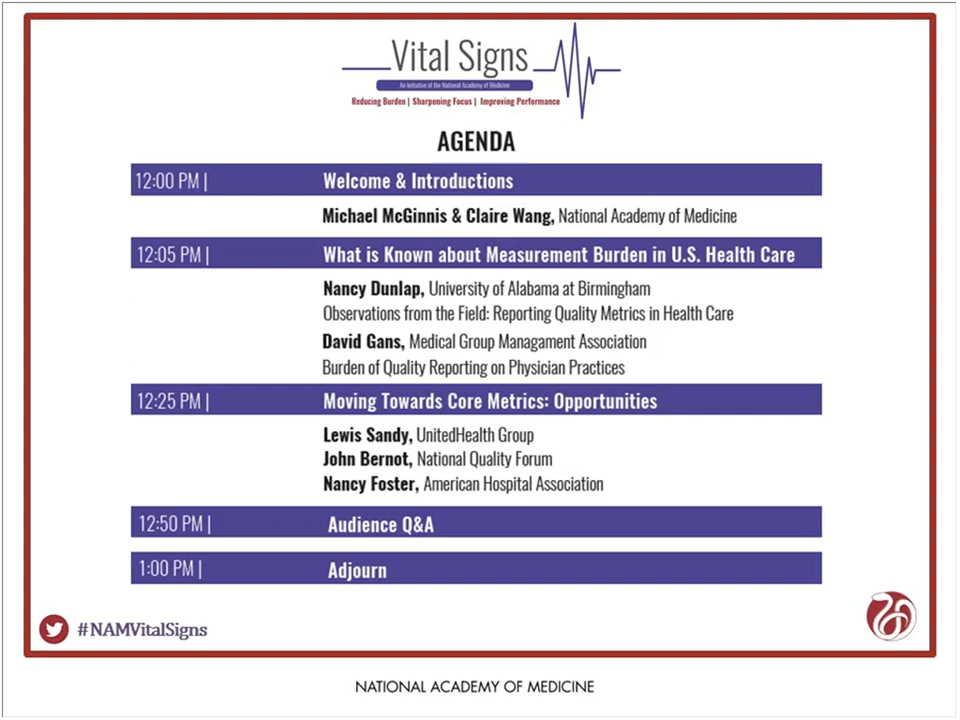 Vital Signs
An Initiative of the National Academy of Medicine
Reducing Burden | Sharpening Focus | Improving Performance
AGENDA
12:00 PM | Welcome & Introductions
Michael McGinnis & Claire Wang, National Academy of Medicine
12:05 PM | What is Known about Measurement Burden in U.S. Health Care
Nancy Dunlap, University of Alabama at Birmingham
Observations from the Field: Reporting Quality Metrics in Health Care
David Gans, Medical Group Managament Association
Burden of Quality Reporting on Physician Practices
12:25 PM | Moving Towards Core Metrics: Opportunities
Lewis Sandy, UnitedHealth Group
John Bernot, National Quality Forum
Nancy Foster, American Hospital Association
12:50 PM | Audience Q&A
1:00 PM | Adjourn
#NAMVitalSigns
NATIONAL ACADEMY OF MEDICINE